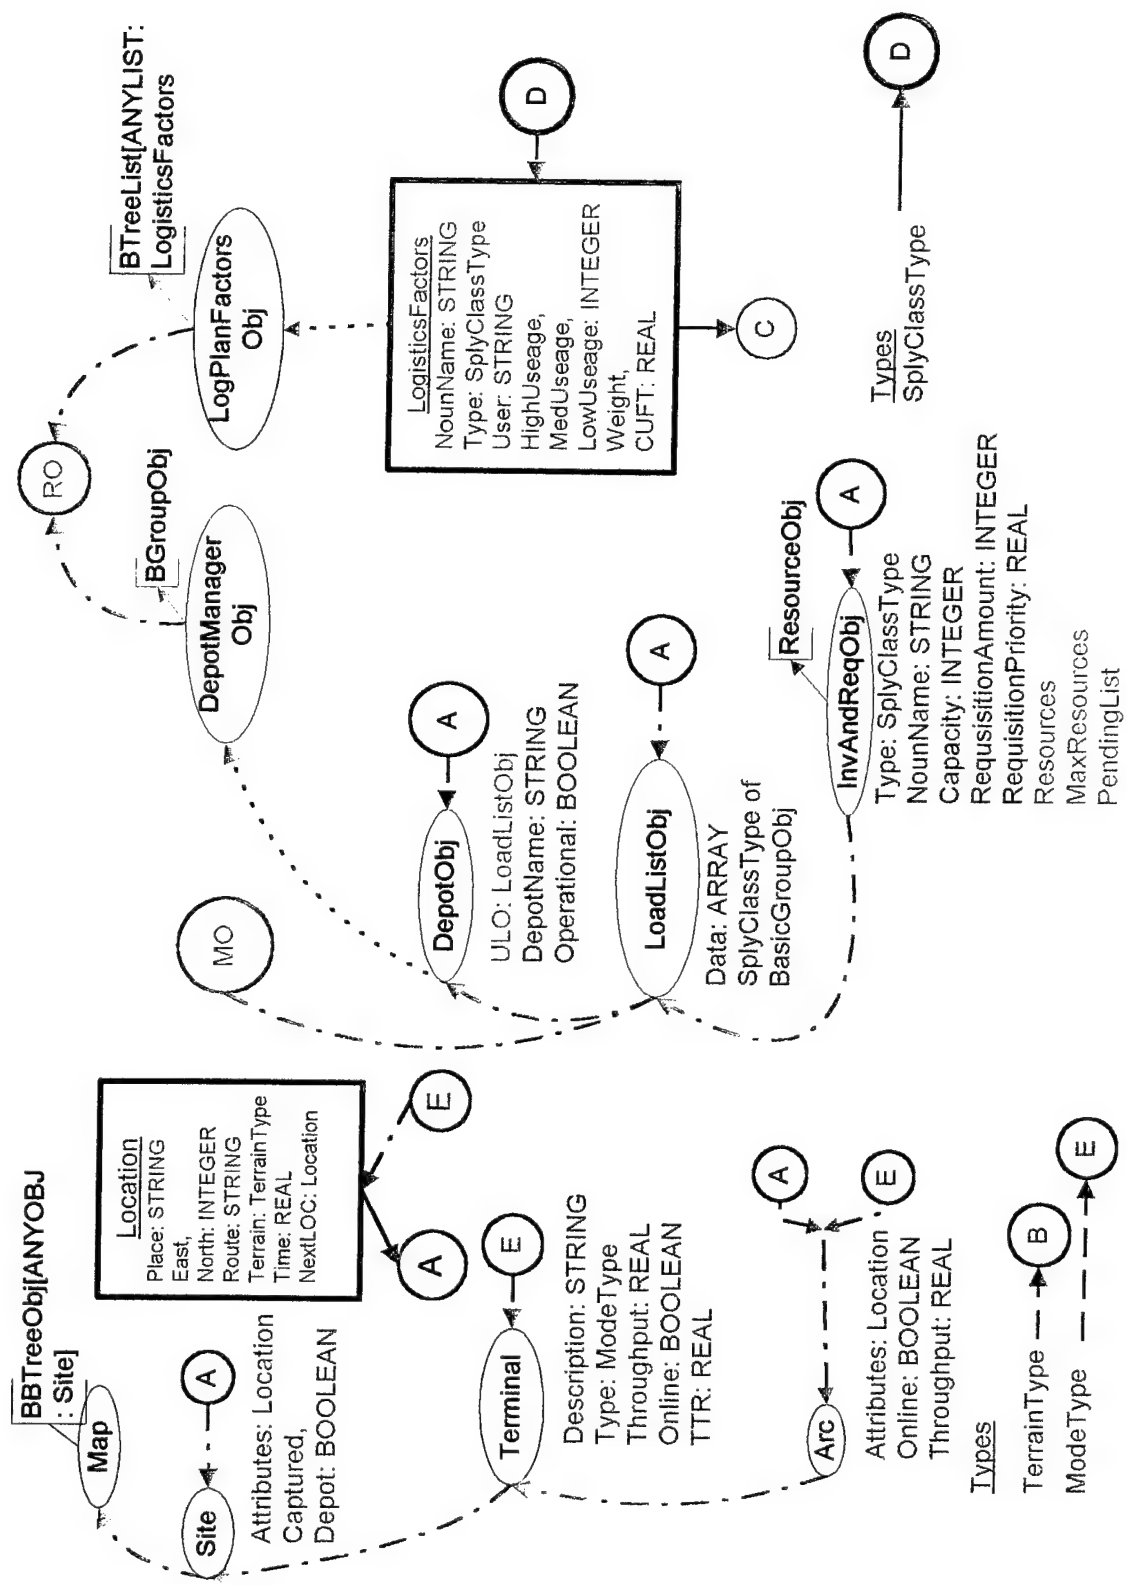 BBTreeObj[ANYOBJ
: Site]
Map
Site
A
Attributes: Location
Captured,
Depot: BOOLEAN
Location
Place: STRING
East,
North: INTEGER
Route: STRING
Terrain: TerrainType
Time: REAL
NextLOC: Location
A
E
Terminal
E
Description: STRING
Type: ModeType
Throughput: REAL
Online: BOOLEAN
TTR: REAL
Arc
A
E
Attributes: Location
Online: BOOLEAN
Throughput: REAL
Types
TerrainType
B
ModeType
E
MO
RO
BGroupObj
DepotManager
Obj
DepotObj
A
ULO: LoadListObj
DepotName: STRING
Operational: BOOLEAN
LoadListObj
A
Data: ARRAY
SplyClassType of
BasicGroupObj
ResourceObj
InvAndReqObj
A
Type: SplyClassType
NounName: STRING
Capacity: INTEGER
RequsisitionAmount: INTEGER
RequisitionPriority: REAL
Resources
MaxResources
PendingList
BTreeList[ANYLIST:
LogisticsFactors
LogPlanFactors
Obj
LogisticsFactors
NounName: STRING
Type: SplyClassType
User: STRING
HighUseage,
MedUseage,
LowUseage: INTEGER
Weight,
CUFT: REAL
D
C
Types
SplyClassType
D